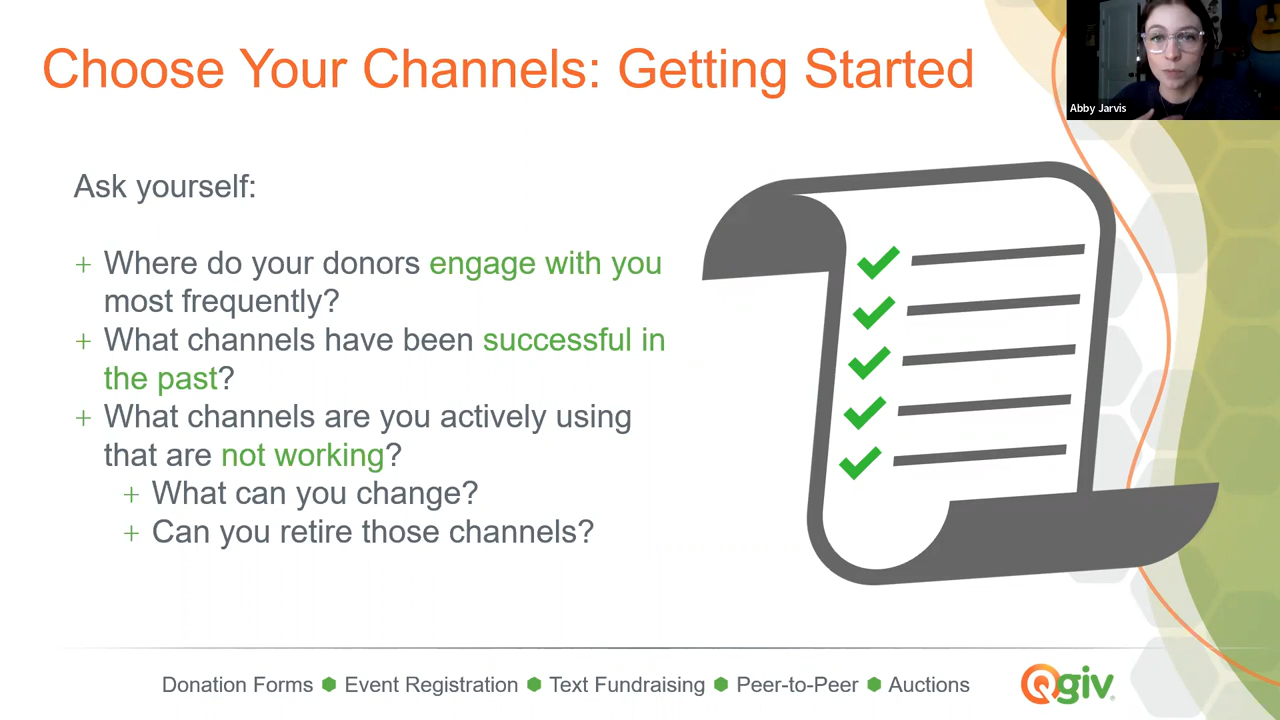 Choose Your Channels: Getting Started
Abby Jarvis
Ask yourself:
+ Where do your donors engage with you
most frequently?
+ What channels have been successful in
the past?
+ What channels are you actively using
that are not working?
+ What can you change?
+ Can you retire those channels?
Donation Forms ⬢ Event Registration ⬢ Text Fundraising ⬢ Peer-to-Peer ⬢ Auctions
Qgiv